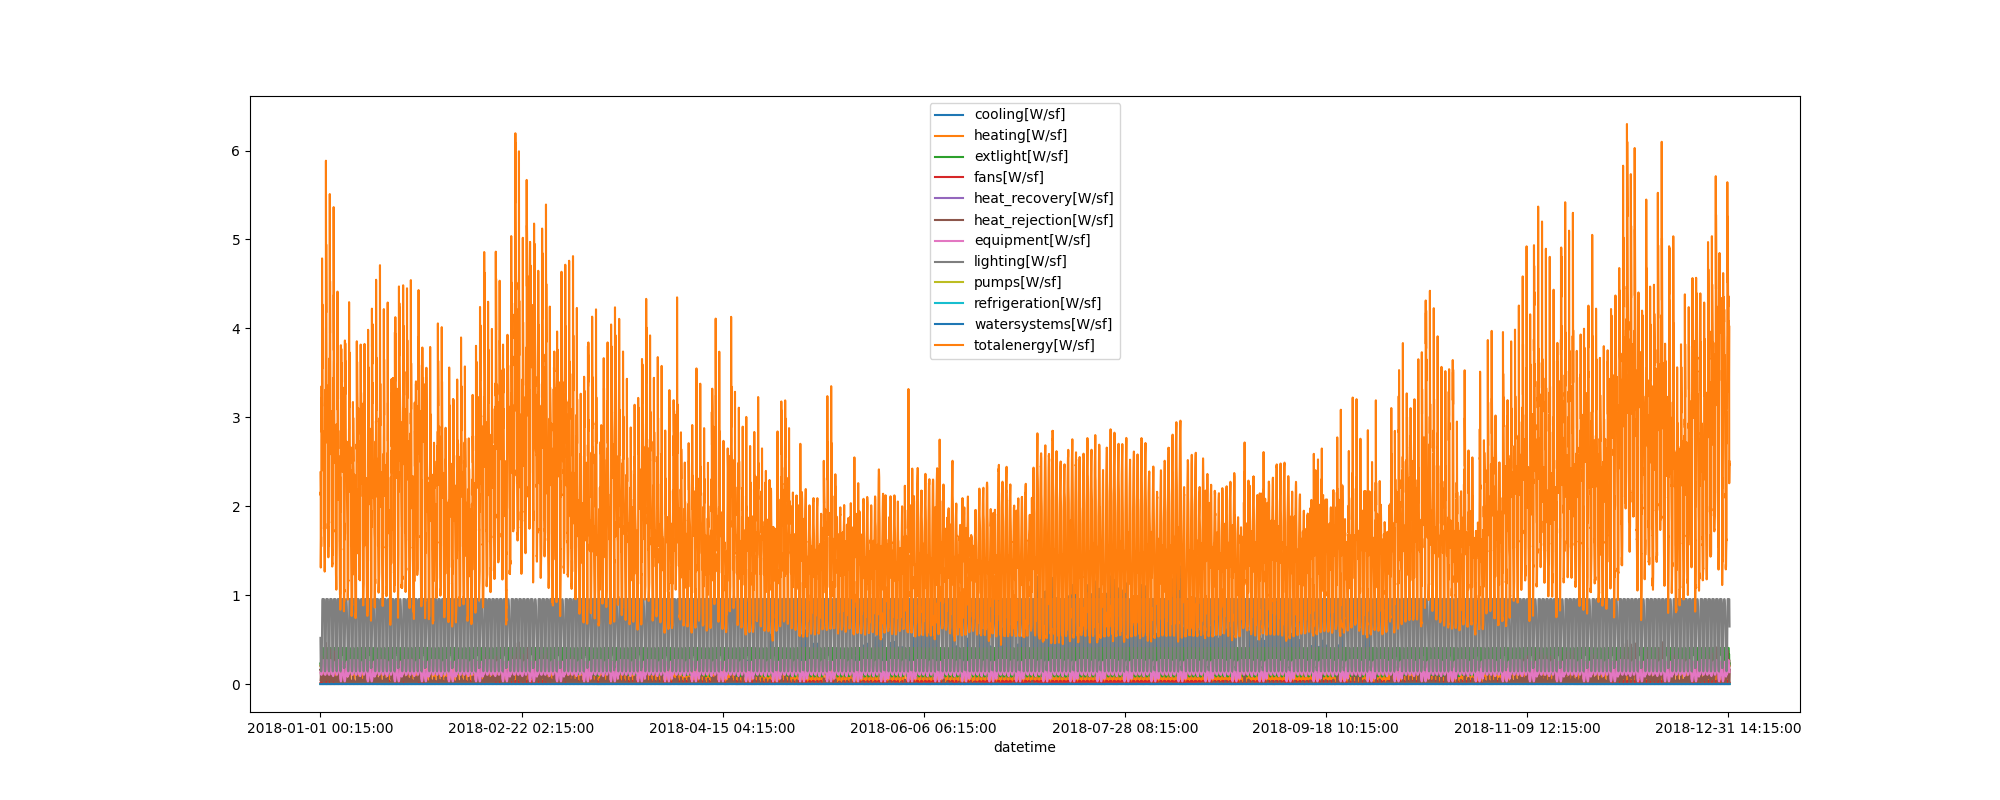 cooling[W/sf]
heating[W/sf]
extlight[W/sf]
fans[W/sf]
heat_recovery[W/sf]
heat_rejection[W/sf]
equipment[W/sf]
lighting[W/sf]
pumps[W/sf]
refrigeration[W/sf]
watersystems[W/sf]
totalenergy[W/sf]
6
5
4
3
2
1
0
2018-01-01 00:15:00 2018-02-22 02:15:00 2018-04-15 04:15:00 2018-06-06 06:15:00 2018-07-28 08:15:00 2018-09-18 10:15:00 2018-11-09 12:15:00 2018-12-31 14:15:00
datetime